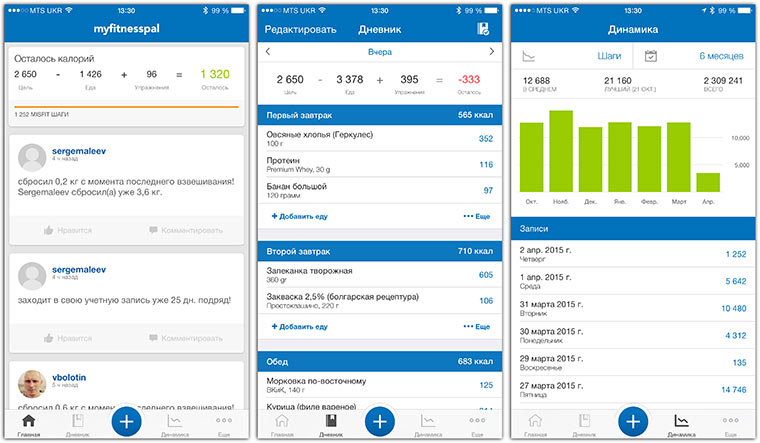 MTS UKR 13:30 99 %
myfitnesspal
Осталось калорий
2 650 - 1 426 + 96 = 1 320
Цель Еда Упражнения Осталось
1 252 MISFIT ШАГИ
sergemaleev
4 ч назад
сбросил 0,2 кг с момента последнего взвешивания!
Sergemaleev сбросил(а) уже 3,6 кг.
Нравится Комментировать
sergemaleev
4 ч назад
заходит в свою учетную запись уже 25 дн. подряд!
Нравится Комментировать
vbolotin
5 ч назад
сбросил 0,6 кг с момента последнего
Главная Дневник + Динамика Еще
MTS UKR 13:30 99 %
Редактировать Дневник
Вчера
2 650 - 3 378 + 395 = -333
Цель Еда Упражнения Осталось
Первый завтрак 565 ккал
Овсяные хлопья (Геркулес) 352
100 г
Протеин 116
Premium Whey, 30 g
Банан большой 97
120 грамм
+ Добавить еду ••• Еще
Второй завтрак 710 ккал
Запеканка творожная 605
360 gr
Закваска 2,5% (болгарская рецептура) 106
Простоквашино, 220 г
+ Добавить еду ••• Еще
Обед 683 ккал
Морковка по-восточному 125
ВКиК, 140 г
Курица (филе вареное)
Главная Дневник + Динамика Еще
MTS UKR 13:30 99 %
Динамика
Шаги 6 месяцев
12 688 21 160 2 309 241
В СРЕДНЕМ ЛУЧШИЙ (21 ОКТ.) ВСЕГО
10,000
5,000
Окт. Нояб. Дек. Янв. Февр. Март Апр.
Записи
2 апр. 2015 г. 1 252
Четверг
1 апр. 2015 г. 5 642
Среда
31 марта 2015 г. 10 480
Вторник
30 марта 2015 г. 4 312
Понедельник
29 марта 2015 г. 135
Воскресенье
27 марта 2015 г. 14 746
Пятница
Главная Дневник + Динамика Еще